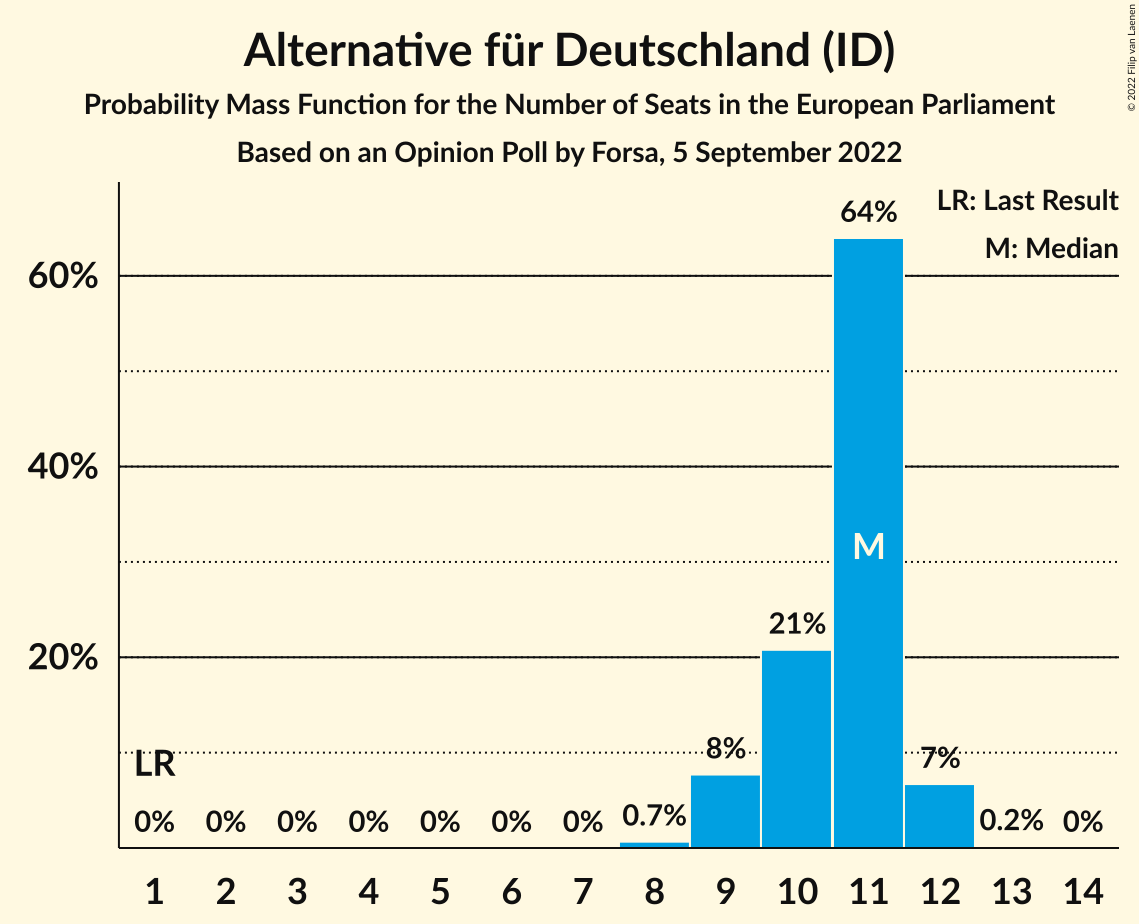 Alternative für Deutschland (ID)
Probability Mass Function for the Number of Seats in the European Parliament
Based on an Opinion Poll by Forsa, 5 September 2022
© 2022 Filip van Laenen
LR: Last Result
M: Median
64%
60%
40%
M
21%
20%
8%
7%
LR
0% 0% 0% 0% 0% 0% 0% 0.7% 0.2% 0%
1 2 3 4 5 6 7 8 9 10 11 12 13 14